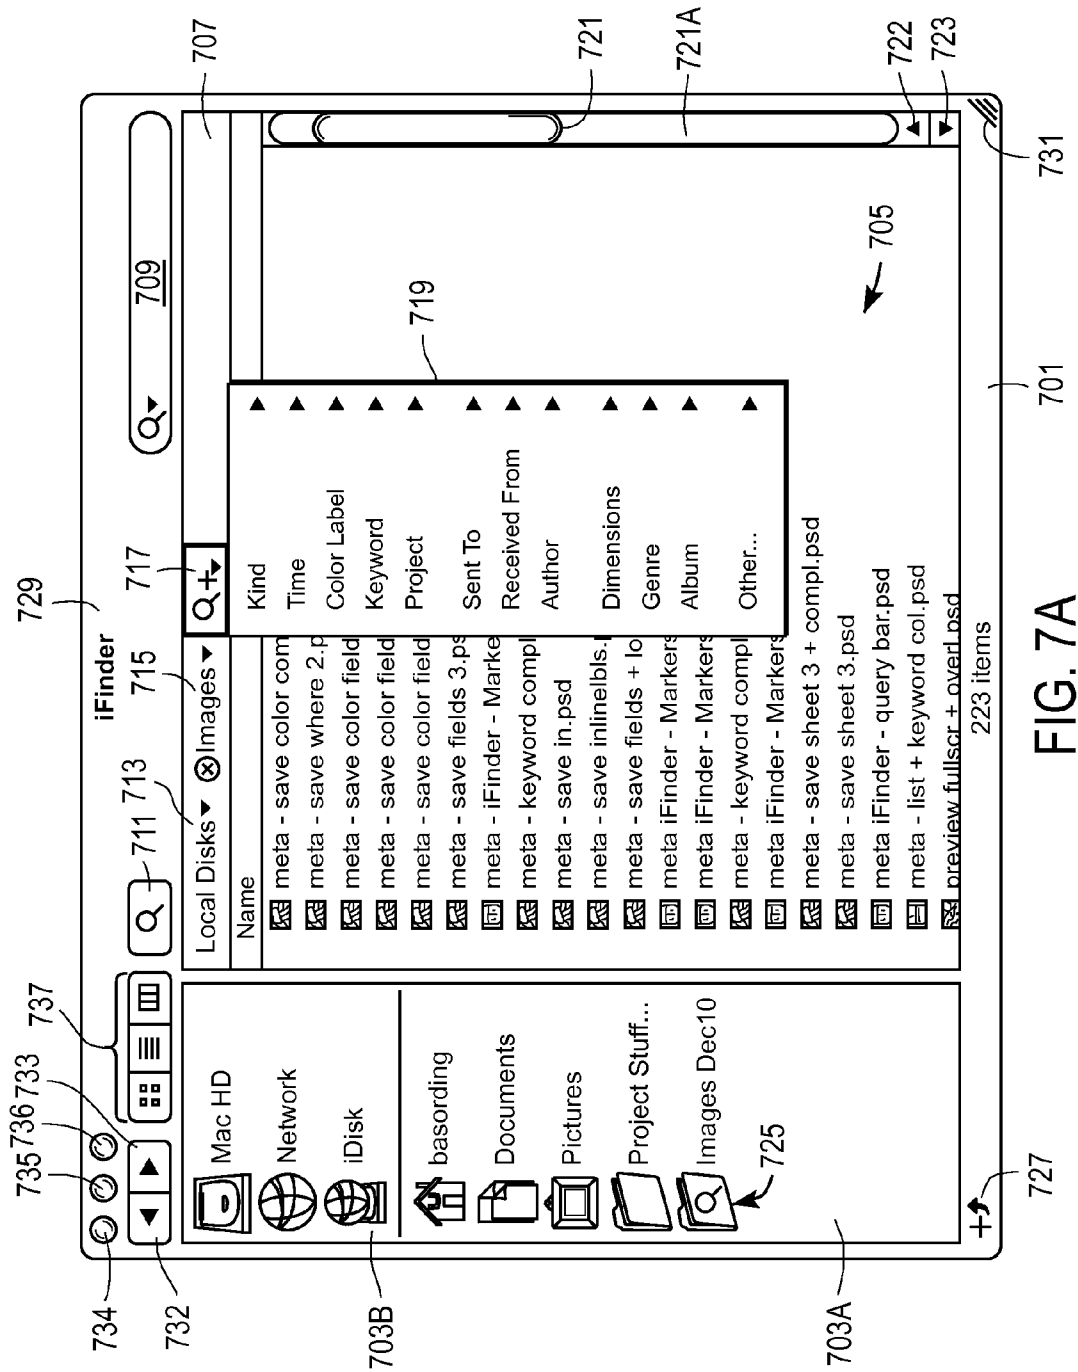 729
iFinder
734
735
736
737
732
733
711
713
715
717
709
707
Local Disks
Images
Name
Mac HD
Network
iDisk
basording
Documents
Pictures
Project Stuff...
Images Dec10
725
703B
703A
meta - save color com
meta - save where 2.p
meta - save color field
meta - save color field
meta - save color field
meta - save fields 3.ps
meta - iFinder - Marke
meta - keyword compl
meta - save in.psd
meta - save inlinelbls.
meta - save fields + lo
meta iFinder - Markers
meta iFinder - Markers
meta - keyword compl
meta iFinder - Markers
meta - save sheet 3 + compl.psd
meta - save sheet 3.psd
meta iFinder - query bar.psd
meta - list + keyword col.psd
preview fullscr + overl.psd
Kind
Time
Color Label
Keyword
Project
Sent To
Received From
Author
Dimensions
Genre
Album
Other...
719
705
721
721A
722
723
727
223 items
701
731
FIG. 7A